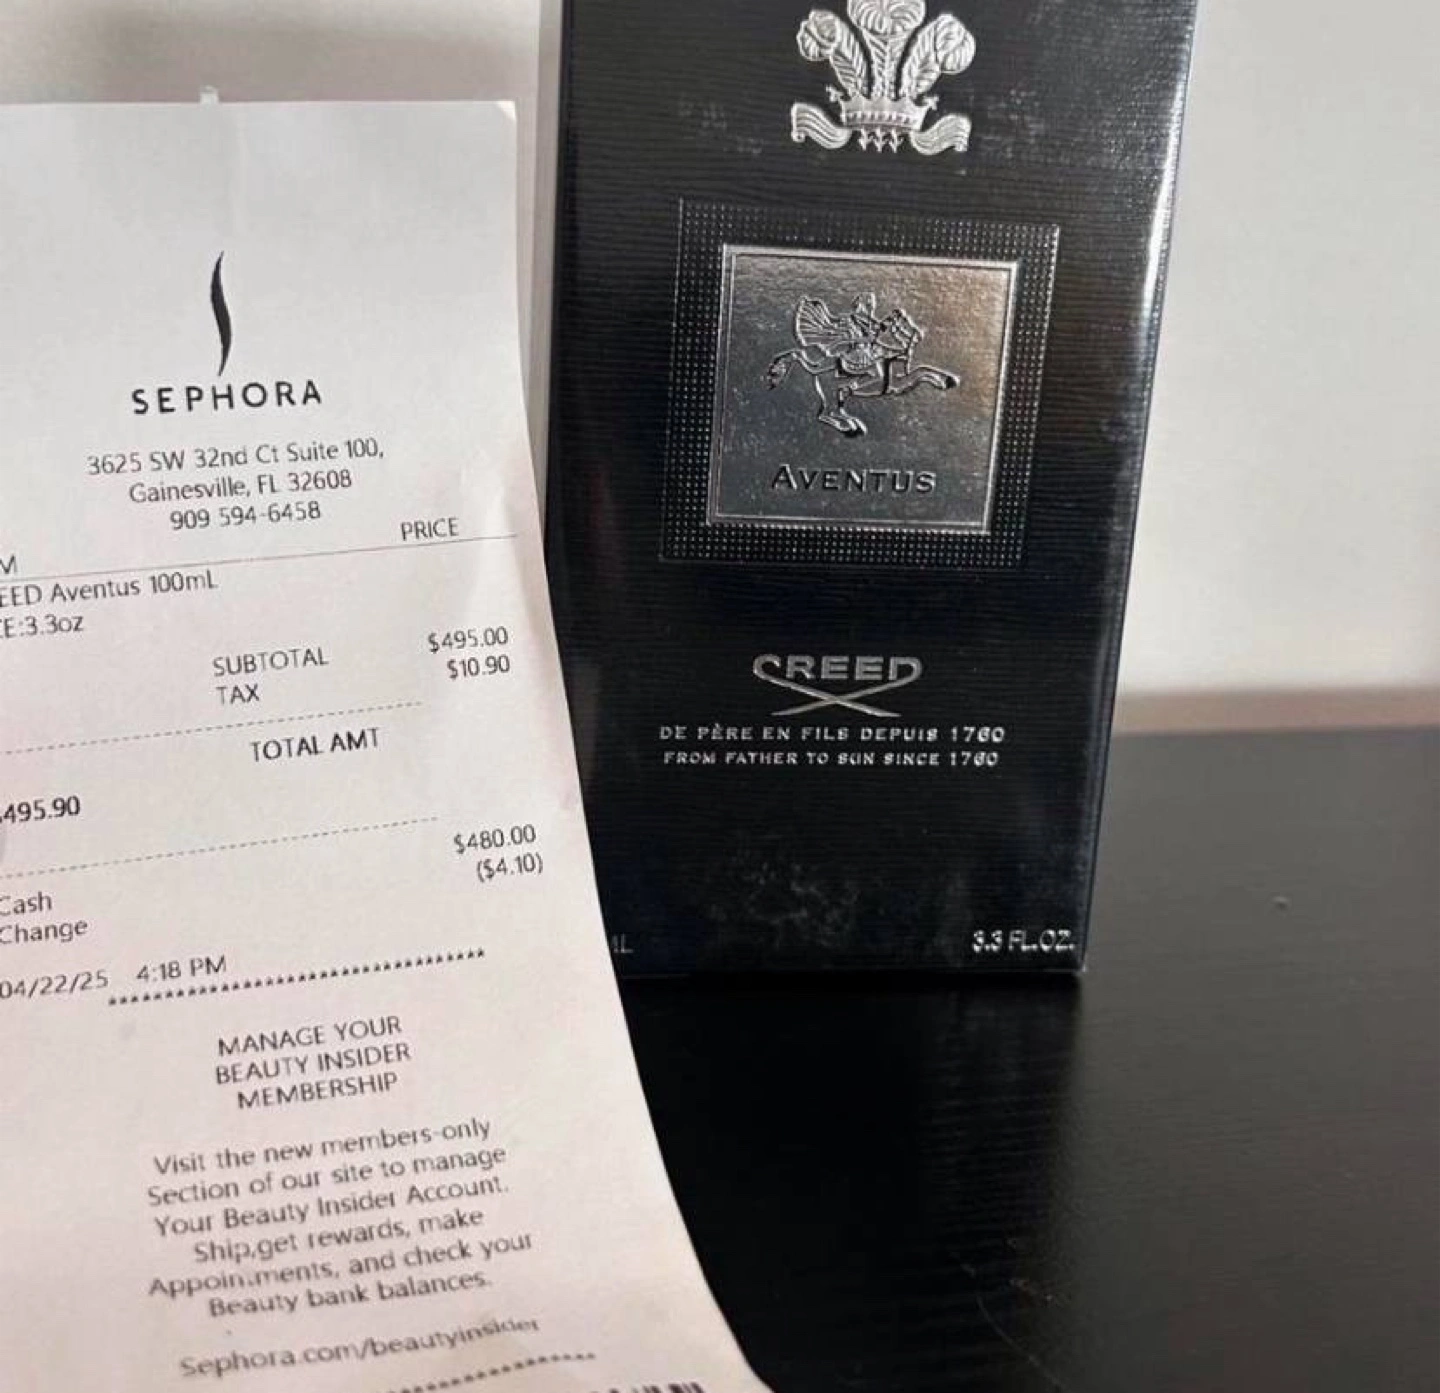 SEPHORA
3625 SW 32nd Ct Suite 100,
Gainesville, FL 32608
909 594-6458
M PRICE
EED Aventus 100mL
E:3.3oz
SUBTOTAL $495.00
TAX $10.90
TOTAL AMT
495.90
$480.00
($4.10)
Cash
Change
04/22/25 4:18 PM
*************************************
MANAGE YOUR
BEAUTY INSIDER
MEMBERSHIP
Visit the new members-only
Section of our site to manage
Your Beauty Insider Account.
Ship,get rewards, make
Appoin.ments, and check your
Beauty bank balances.
Sephora.com/beautyinsider
AVENTUS
CREED
DE PÈRE EN FILS DEPUIS 1760
FROM FATHER TO SON SINCE 1760
3.3 FL.OZ.